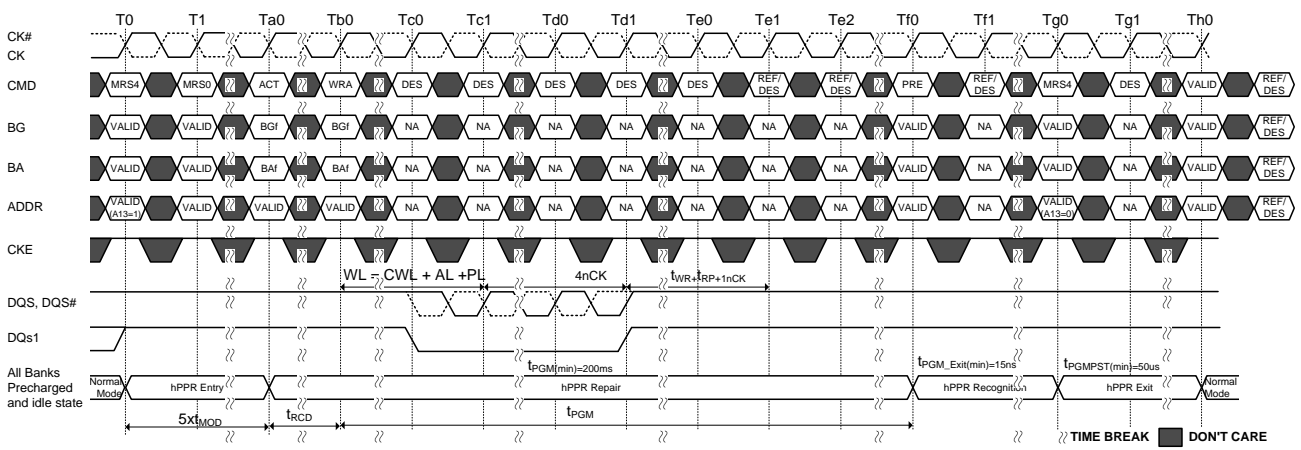 T0 T1 Ta0 Tb0 Tc0 Tc1 Td0 Td1 Te0 Te1 Te2 Tf0 Tf1 Tg0 Tg1 Th0
CK#
CK
CMD MRS4 MRS0 ACT WRA DES DES DES DES DES REF/DES REF/DES PRE REF/DES MRS4 DES VALID REF/DES
BG VALID VALID BGf BGf NA NA NA NA NA NA NA VALID NA VALID NA VALID REF/DES
BA VALID VALID BAf BAf NA NA NA NA NA NA NA VALID NA VALID NA VALID REF/DES
ADDR VALID(A13=1) VALID VALID VALID NA NA NA NA NA NA NA VALID NA VALID(A13=0) NA VALID REF/DES
CKE
WL = CWL + AL +PL 4nCK tWR+tRP+1nCK
DQS, DQS#
DQs1
tPGM(min)=200ms tPGM_Exit(min)=15ns tPGMPST(min)=50us
All Banks
Precharged
and idle state
Normal Mode hPPR Entry hPPR Repair hPPR Recognition hPPR Exit Normal Mode
5xtMOD tRCD tPGM
TIME BREAK DON'T CARE